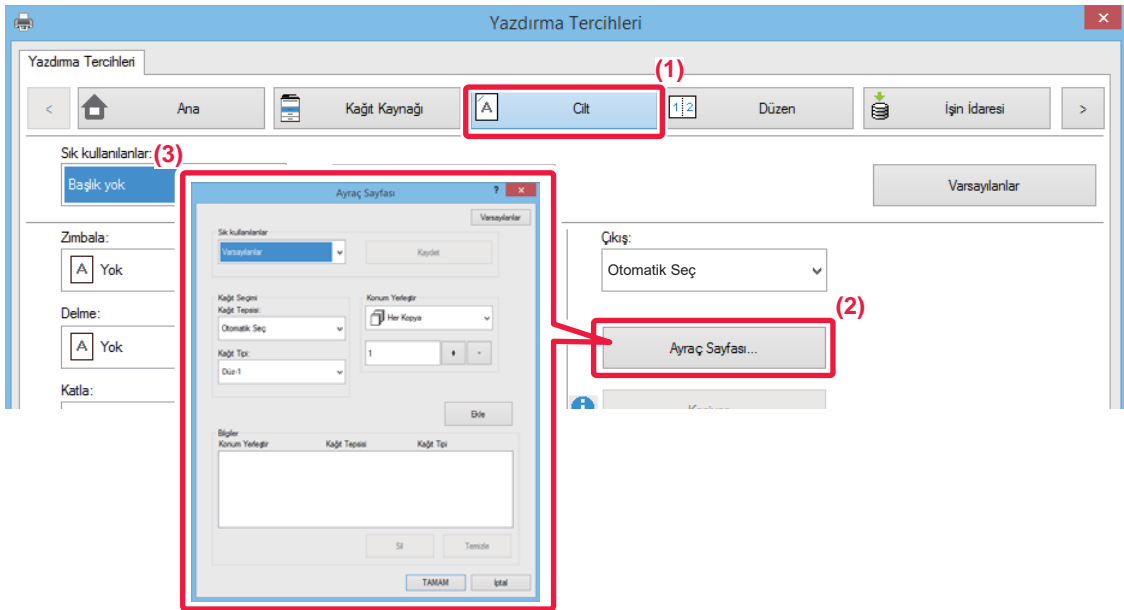 Yazdırma Tercihleri
Yazdırma Tercihleri
(1)
< Ana Kağıt Kaynağı A Cilt 1 2 Düzen İşin İdaresi >
Sık kullanılanlar:
(3)
Başlık yok
Varsayılanlar
Zımbala:
A Yok
Delme:
A Yok
Katla:
Ayraç Sayfası ?
Varsayılanlar
Sık kullanılanlar
Varsayılanlar
Kaydet
Kağıt Seçimi
Kağıt Tepsisi:
Otomatik Seç
Kağıt Tipi:
Düz-1
Konum Yerleştir
Her Kopya
1 + -
Ekle
Bilgiler
Konum Yerleştir Kağıt Tepsisi Kağıt Tipi
Sil Temizle
TAMAM İptal
Çıkış:
Otomatik Seç
(2)
Ayraç Sayfası...